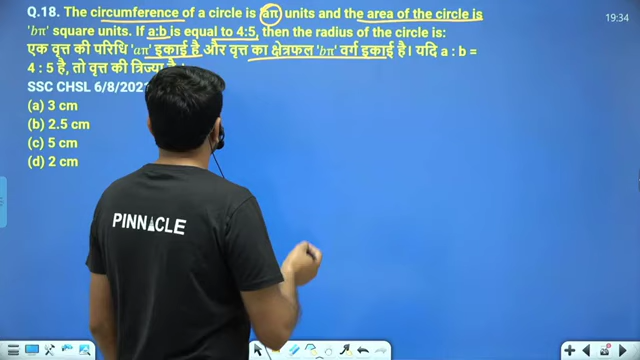 Q.18. The circumference of a circle is 'aπ' units and the area of the circle is
'bπ' square units. If a:b is equal to 4:5, then the radius of the circle is:
एक वृत्त की परिधि 'aπ' इकाई है और वृत्त का क्षेत्रफल 'bπ' वर्ग इकाई है। यदि a : b =
4 : 5 है, तो वृत्त की त्रिज्या है :
SSC CHSL 6/8/2021
(a) 3 cm
(b) 2.5 cm
(c) 5 cm
(d) 2 cm
PINNACLE
19:34